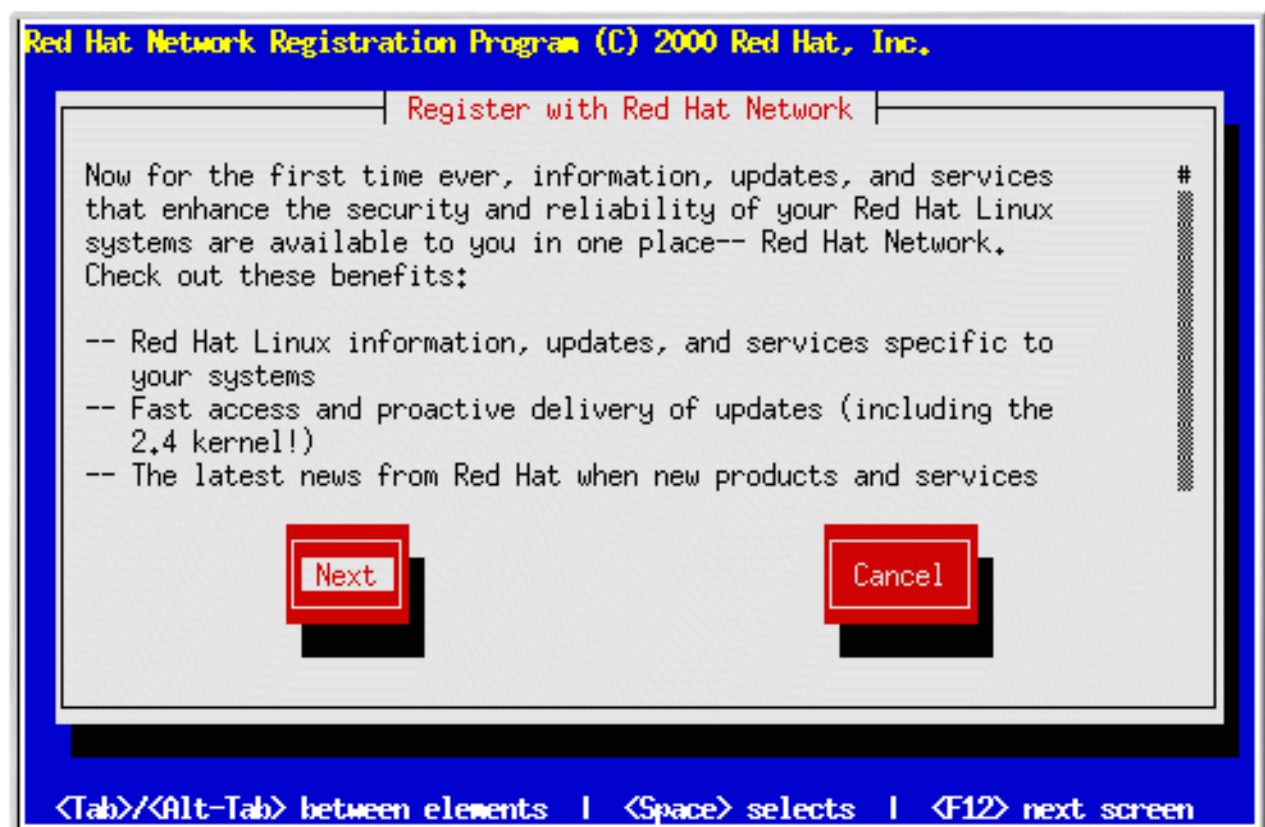 Red Hat Network Registration Program (C) 2000 Red Hat, Inc.
Register with Red Hat Network
Now for the first time ever, information, updates, and services #
that enhance the security and reliability of your Red Hat Linux
systems are available to you in one place-- Red Hat Network.
Check out these benefits:
-- Red Hat Linux information, updates, and services specific to
your systems
-- Fast access and proactive delivery of updates (including the
2.4 kernel!)
-- The latest news from Red Hat when new products and services
Next Cancel
<Tab>/<Alt-Tab> between elements | <Space> selects | <F12> next screen